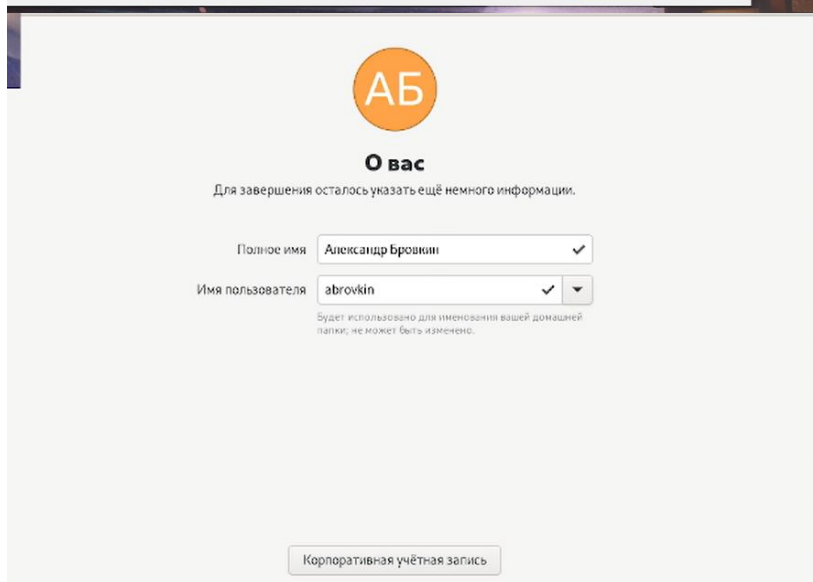 АБ
О вас
Для завершения осталось указать ещё немного информации.
Полное имя Александр Бровкин
Имя пользователя abrovkin
Будет использовано для именования вашей домашней
папки; не может быть изменено.
Корпоративная учётная запись